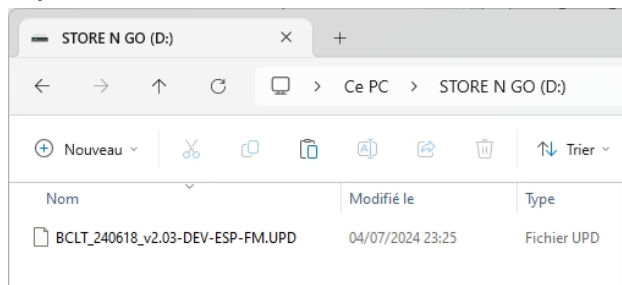 STORE N GO (D:)
Ce PC > STORE N GO (D:)
Nouveau
Trier
Nom Modifié le Type
BCLT_240618_v2.03-DEV-ESP-FM.UPD 04/07/2024 23:25 Fichier UPD